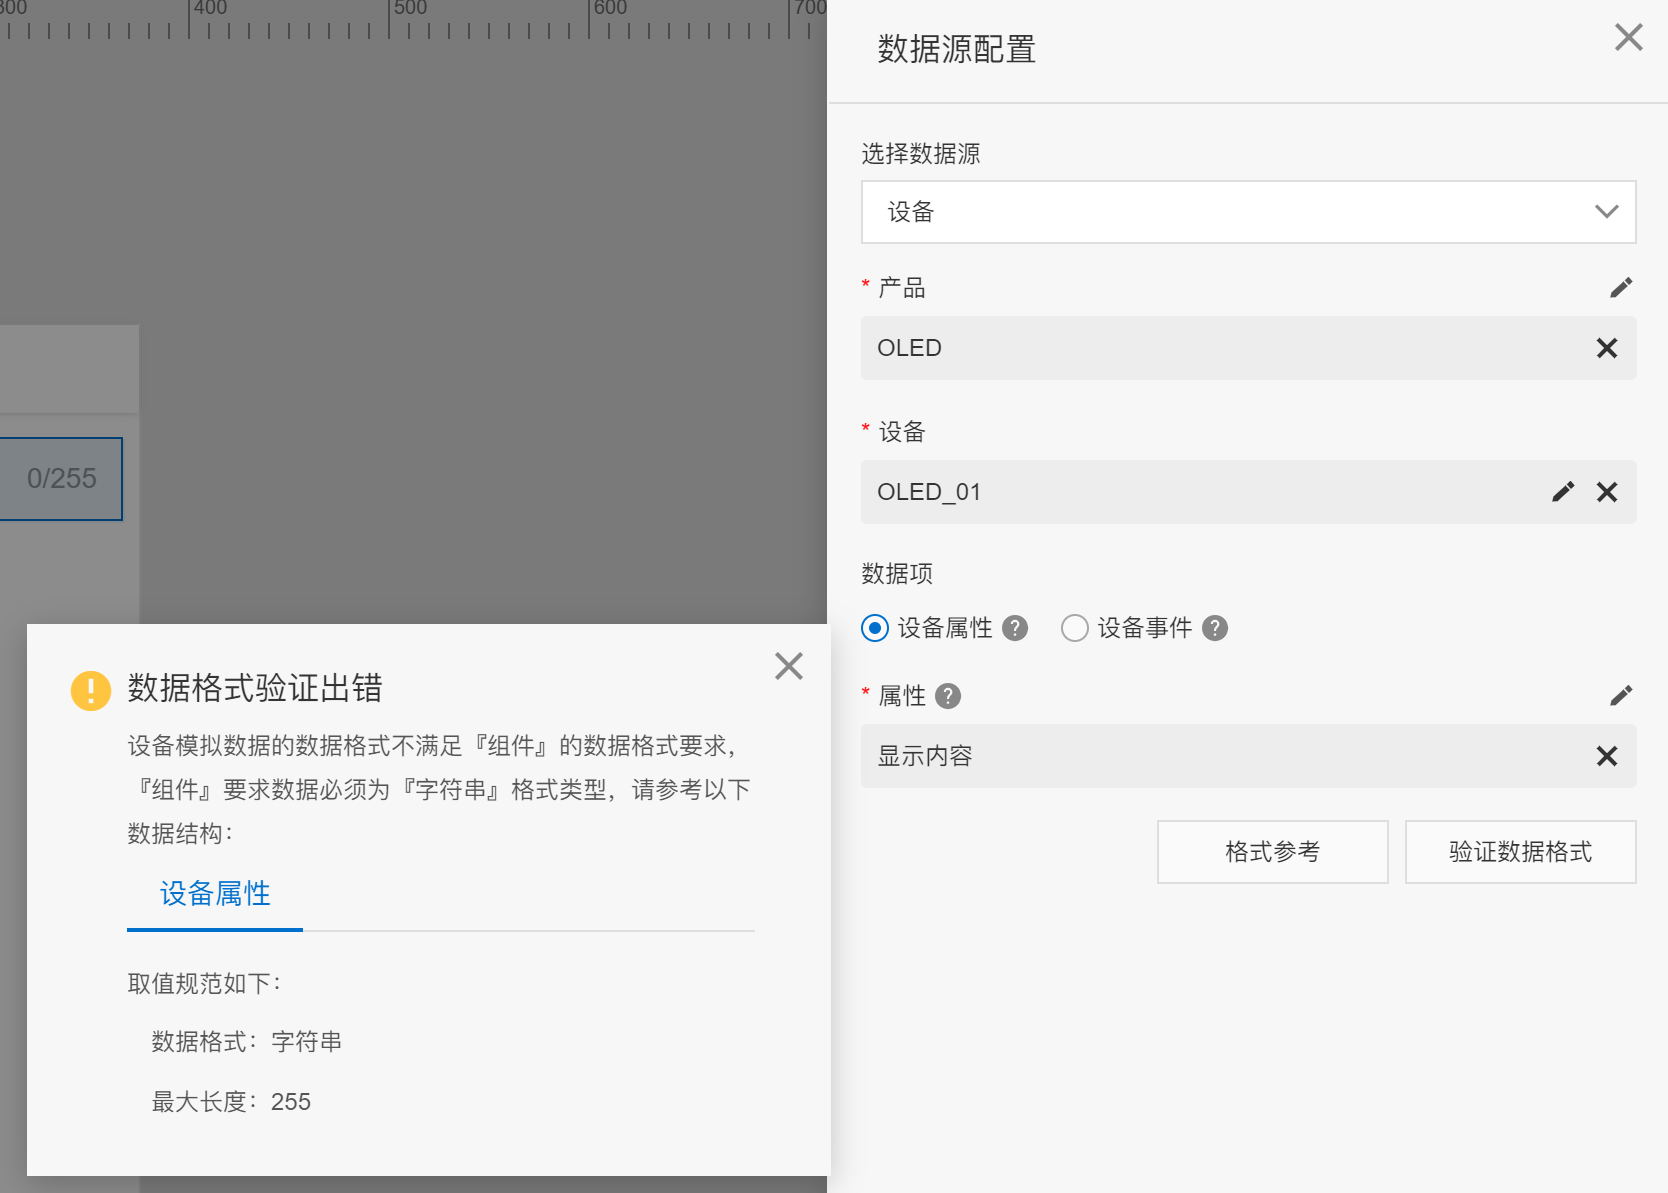 300
400
500
600
700
数据源配置
选择数据源
设备
* 产品
OLED
* 设备
OLED_01
数据项
设备属性 ? 设备事件 ?
* 属性 ?
显示内容
格式参考 验证数据格式
0/255
数据格式验证出错
设备模拟数据的数据格式不满足『组件』的数据格式要求，
『组件』要求数据必须为『字符串』格式类型，请参考以下
数据结构：
设备属性
取值规范如下：
数据格式：字符串
最大长度：255